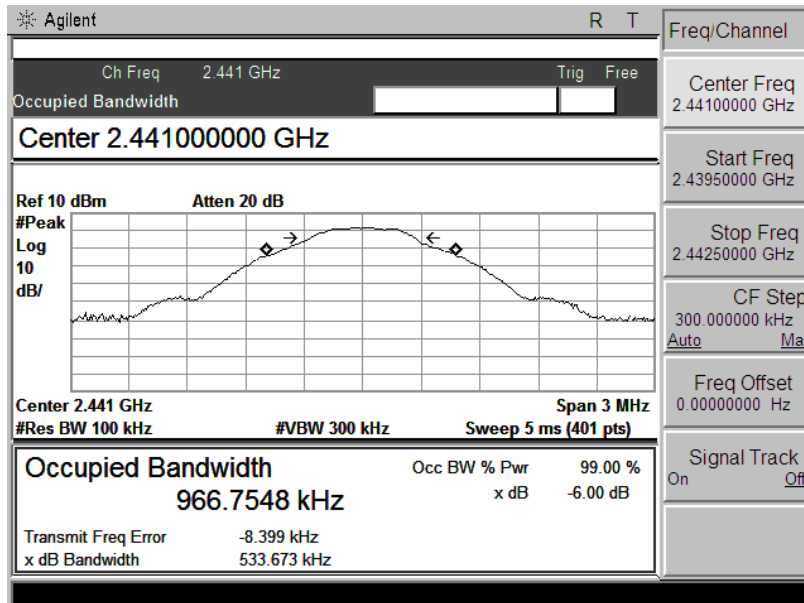 Agilent R T
Ch Freq 2.441 GHz Trig Free
Occupied Bandwidth
Center 2.441000000 GHz
Ref 10 dBm Atten 20 dB
#Peak
Log
10
dB/
Center 2.441 GHz Span 3 MHz
#Res BW 100 kHz #VBW 300 kHz Sweep 5 ms (401 pts)
Occupied Bandwidth Occ BW % Pwr 99.00 %
966.7548 kHz x dB -6.00 dB
Transmit Freq Error -8.399 kHz
x dB Bandwidth 533.673 kHz
Freq/Channel
Center Freq
2.44100000 GHz
Start Freq
2.43950000 GHz
Stop Freq
2.44250000 GHz
CF Step
300.000000 kHz
Auto Ma
Freq Offset
0.00000000 Hz
Signal Track
On Off